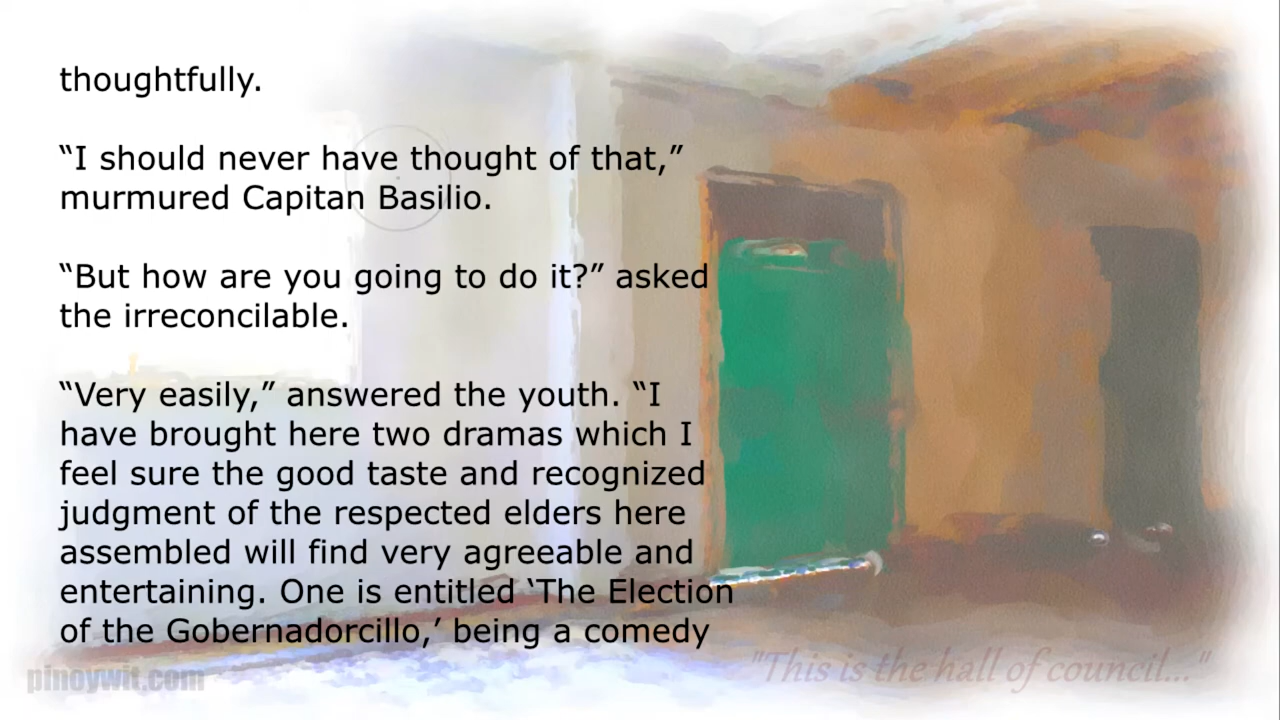 thoughtfully.
“I should never have thought of that,”
murmured Capitan Basilio.
“But how are you going to do it?” asked
the irreconcilable.
“Very easily,” answered the youth. “I
have brought here two dramas which I
feel sure the good taste and recognized
judgment of the respected elders here
assembled will find very agreeable and
entertaining. One is entitled ‘The Election
of the Gobernadorcillo,’ being a comedy
pinoywit.com
"This is the hall of council..."